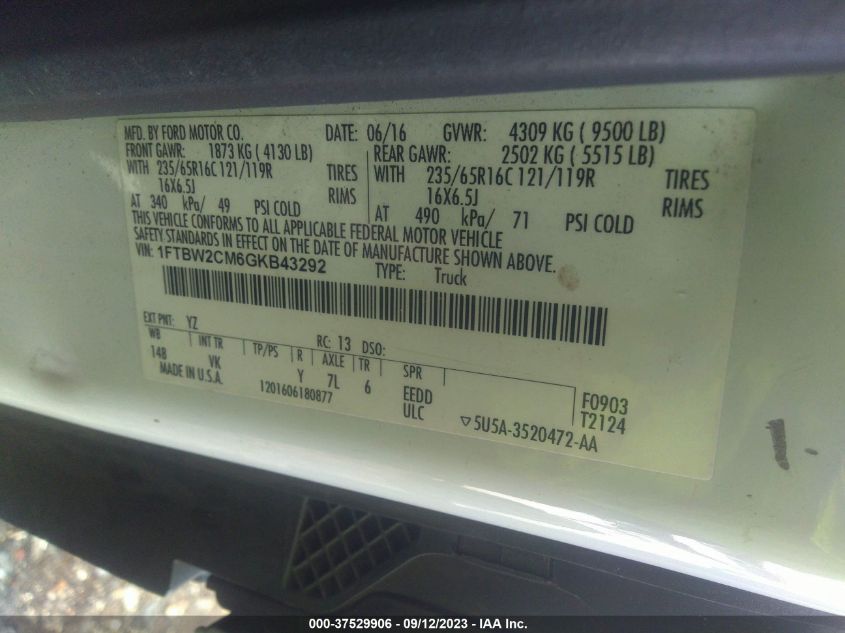 MFD. BY FORD MOTOR CO. DATE: 06/16 GVWR: 4309 KG ( 9500 LB)
FRONT GAWR: 1873 KG ( 4130 LB) REAR GAWR: 2502 KG ( 5515 LB)
WITH 235/65R16C 121/119R TIRES WITH 235/65R16C 121/119R TIRES
16X6.5J RIMS 16X6.5J RIMS
AT 340 kPa/ 49 PSI COLD AT 490 kPa/ 71 PSI COLD
THIS VEHICLE CONFORMS TO ALL APPLICABLE FEDERAL MOTOR VEHICLE
SAFETY STANDARDS IN EFFECT ON THE DATE OF MANUFACTURE SHOWN ABOVE.
VIN: 1FTBW2CM6GKB43292 TYPE: Truck
EXT PNT: YZ RC: 13 DSO:
WB INT TR TP/PS R AXLE TR SPR
148 VK Y 7L 6 EEDD F0903
MADE IN U.S.A. 1201606180877 ULC T2124
5U5A-3520472-AA
000-37529906 - 09/12/2023 - IAA Inc.